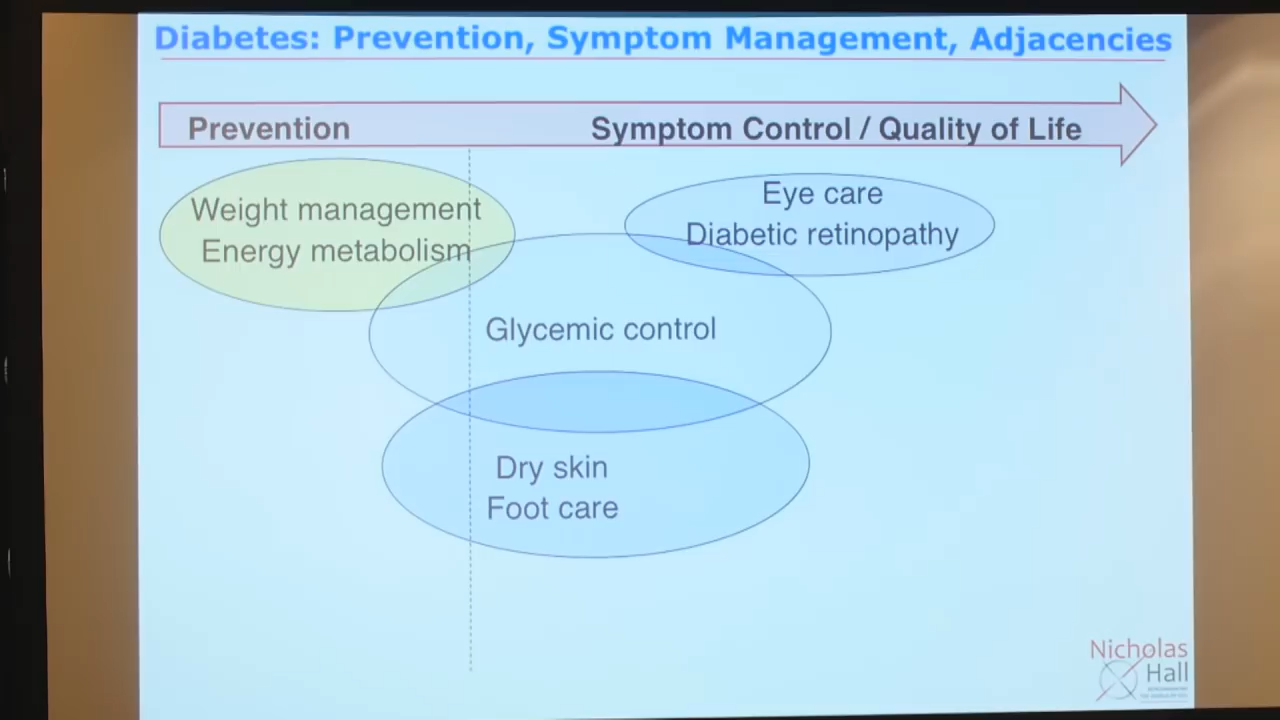 Diabetes: Prevention, Symptom Management, Adjacencies
Prevention
Symptom Control / Quality of Life
Weight management
Energy metabolism
Eye care
Diabetic retinopathy
Glycemic control
Dry skin
Foot care
Nicholas
Hall